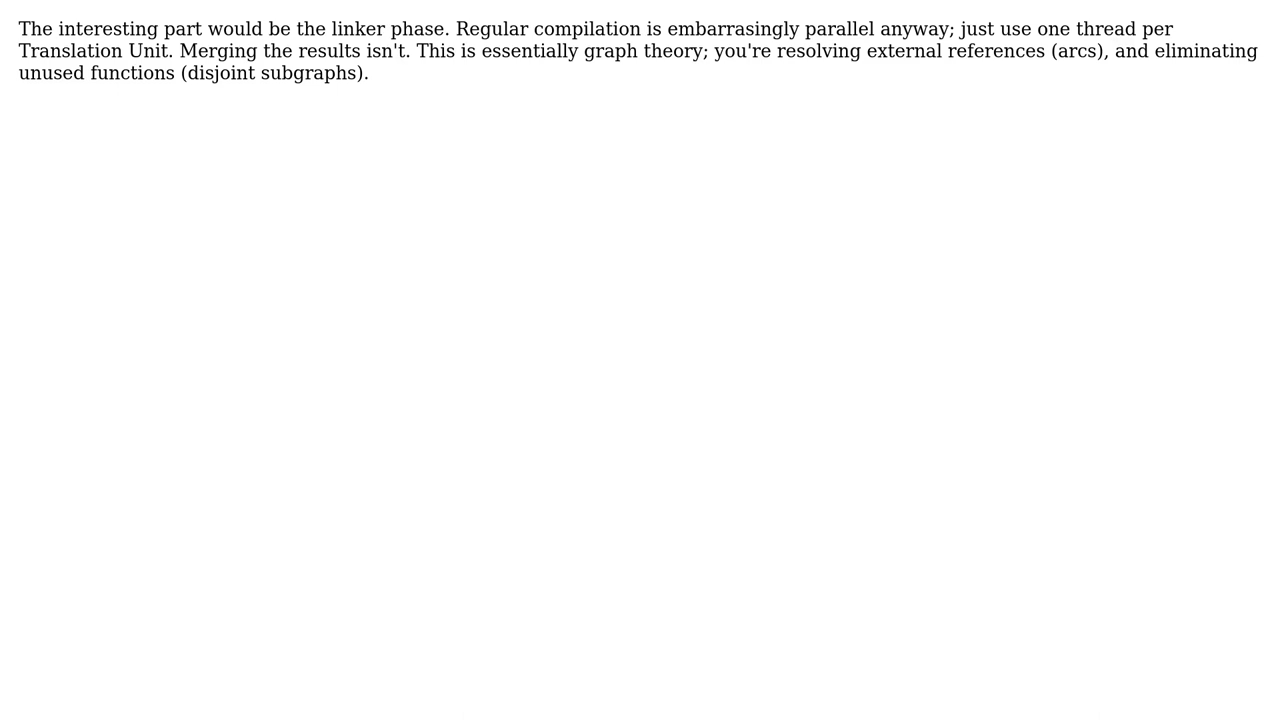 The interesting part would be the linker phase. Regular compilation is embarrasingly parallel anyway; just use one thread per
Translation Unit. Merging the results isn't. This is essentially graph theory; you're resolving external references (arcs), and eliminating
unused functions (disjoint subgraphs).